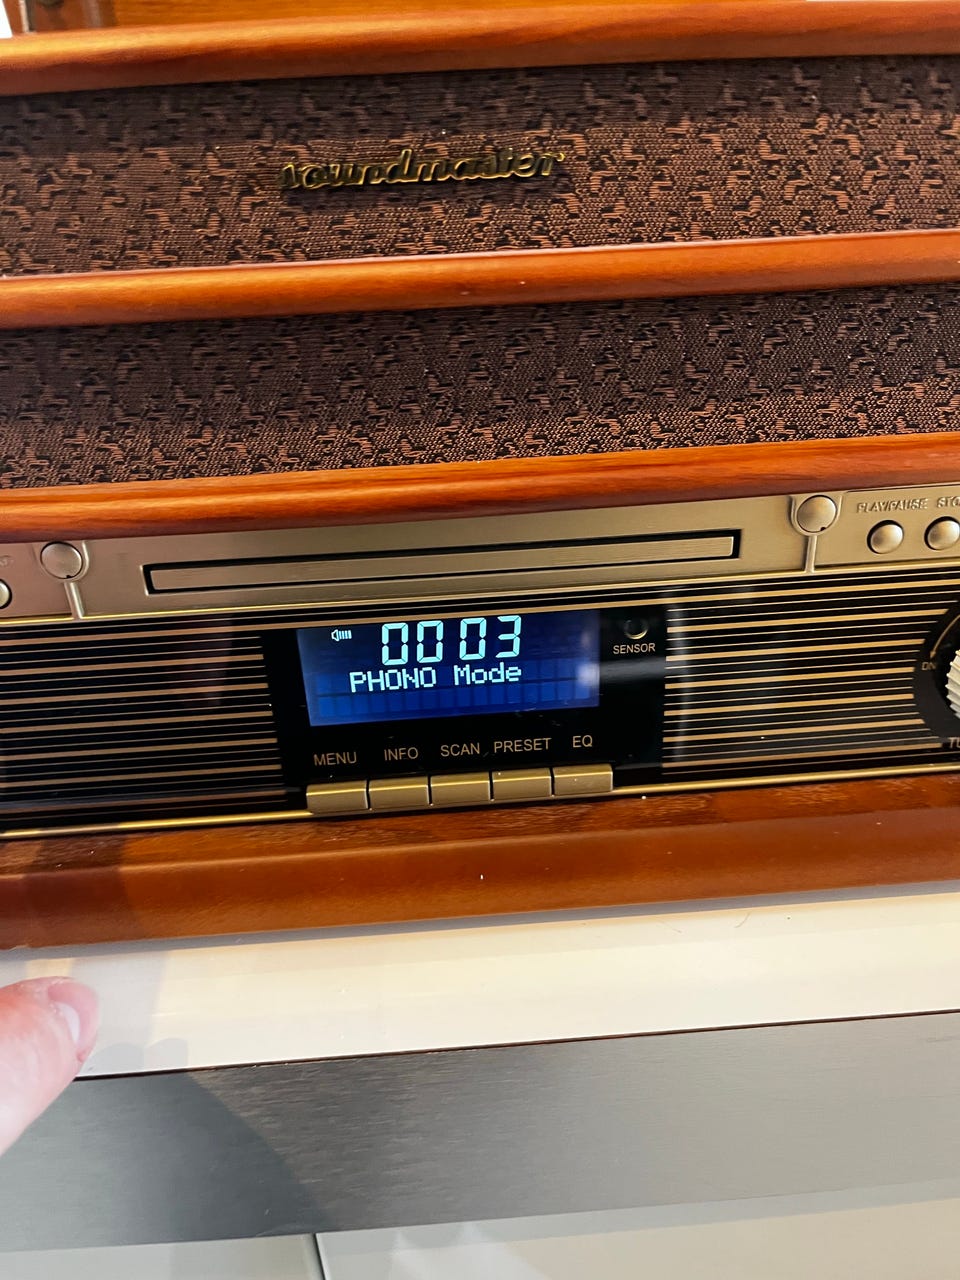 soundmaster
PLAY/PAUSE
0003
PHONO Mode
SENSOR
MENU INFO SCAN PRESET EQ